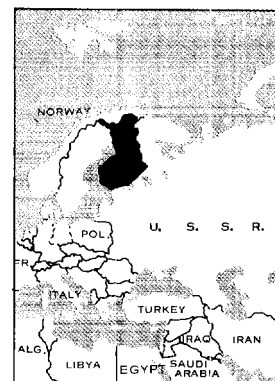 NORWAY
U. S. S. R.
POL.
FR.
ITALY
TURKEY
IRAQ
IRAN
ALG.
LIBYA
EGYPT
SAUDI
ARABIA